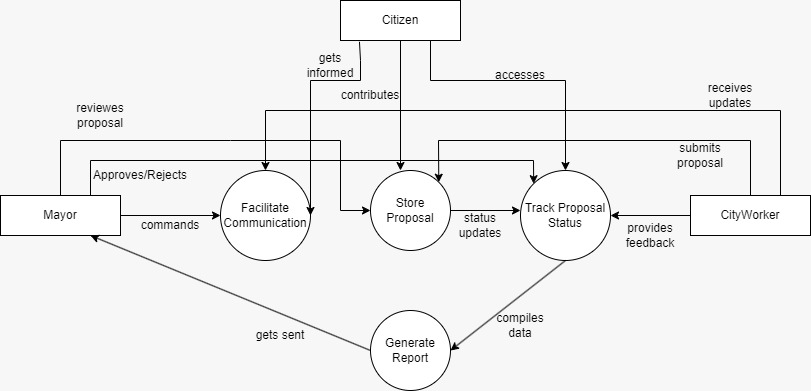 Citizen
gets
informed
accesses
contributes
receives
updates
reviewes
proposal
submits
proposal
Approves/Rejects
Facilitate
Communication
Store
Proposal
Track Proposal
Status
Mayor
CityWorker
commands
status
updates
provides
feedback
compiles
data
gets sent
Generate
Report